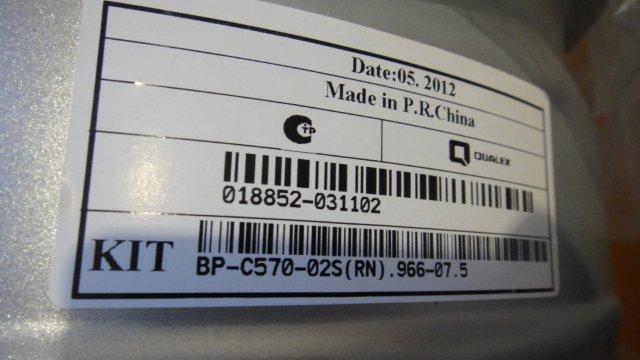 Date:05. 2012
Made in P.R.China
QUALEX
018852-031102
KIT
BP-C570-02S(RN).966-07.5